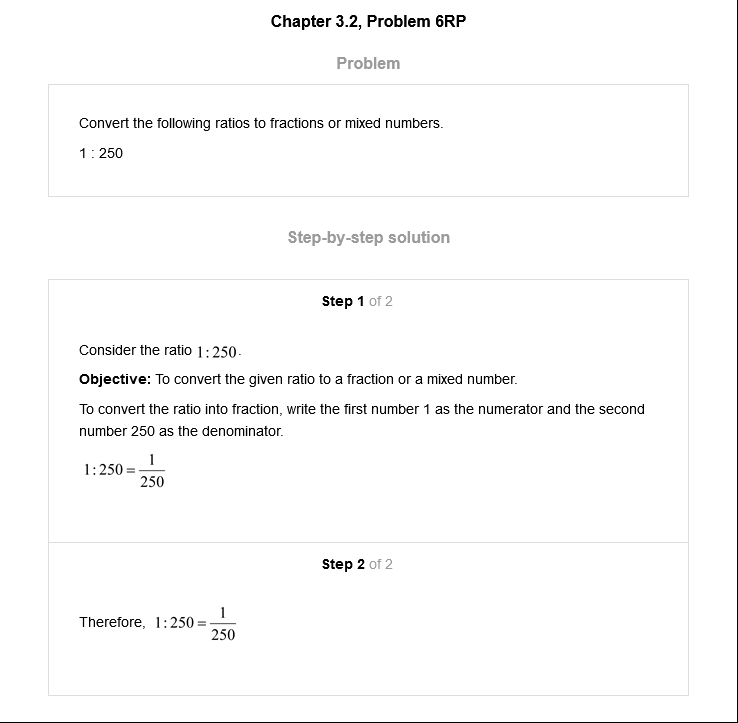 Chapter 3.2, Problem 6RP
Problem
Convert the following ratios to fractions or mixed numbers.
1 : 250
Step-by-step solution
Step 1 of 2
Consider the ratio 1:250.
Objective: To convert the given ratio to a fraction or a mixed number.
To convert the ratio into fraction, write the first number 1 as the numerator and the second
number 250 as the denominator.
1:250 = 1/250
Step 2 of 2
Therefore, 1:250 = 1/250